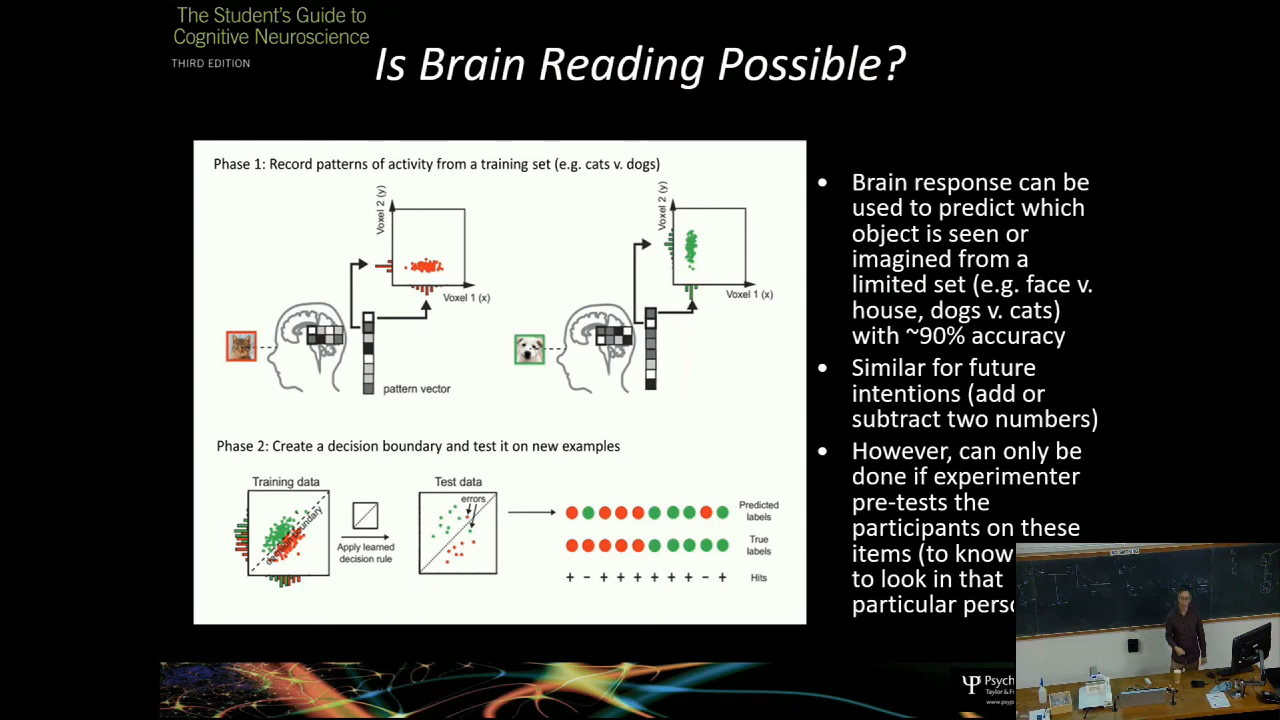 The Student's Guide to
Cognitive Neuroscience
THIRD EDITION
Is Brain Reading Possible?
Phase 1: Record patterns of activity from a training set (e.g. cats v. dogs)
Voxel 2 (y)
Voxel 1 (x)
pattern vector
Voxel 2 (y)
Voxel 1 (x)
Phase 2: Create a decision boundary and test it on new examples
Training data
decision boundary
Apply learned
decision rule
Test data
errors
Predicted
labels
True
labels
+ - + + + + + + - +
Hits
• Brain response can be
used to predict which
object is seen or
imagined from a
limited set (e.g. face v.
house, dogs v. cats)
with ~90% accuracy
• Similar for future
intentions (add or
subtract two numbers)
• However, can only be
done if experimenter
pre-tests the
participants on these
items (to know
to look in that
particular
Ψ
Taylor &